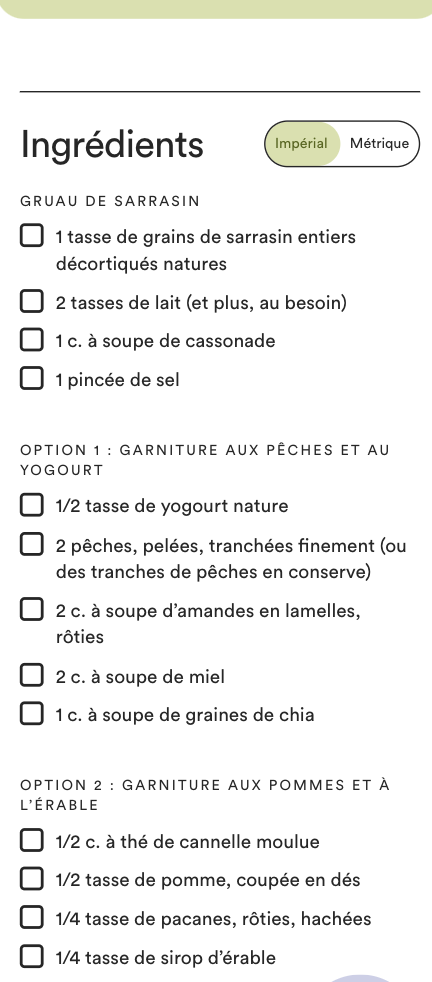 Ingrédients
Impérial Métrique
GRUAU DE SARRASIN
1 tasse de grains de sarrasin entiers
décortiqués natures
2 tasses de lait (et plus, au besoin)
1 c. à soupe de cassonade
1 pincée de sel
OPTION 1 : GARNITURE AUX PÊCHES ET AU
YOGOURT
1/2 tasse de yogourt nature
2 pêches, pelées, tranchées finement (ou
des tranches de pêches en conserve)
2 c. à soupe d’amandes en lamelles,
rôties
2 c. à soupe de miel
1 c. à soupe de graines de chia
OPTION 2 : GARNITURE AUX POMMES ET À
L’ÉRABLE
1/2 c. à thé de cannelle moulue
1/2 tasse de pomme, coupée en dés
1/4 tasse de pacanes, rôties, hachées
1/4 tasse de sirop d’érable